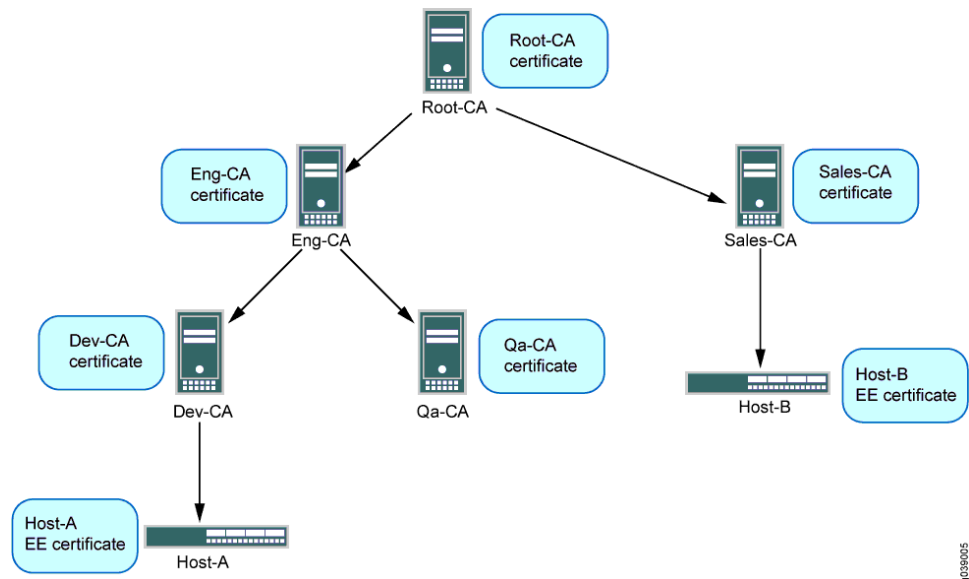 Root-CA
certificate
Root-CA
Eng-CA
certificate
Sales-CA
certificate
Eng-CA
Sales-CA
Dev-CA
certificate
Qa-CA
certificate
Host-B
EE certificate
Dev-CA
Qa-CA
Host-B
Host-A
EE certificate
Host-A